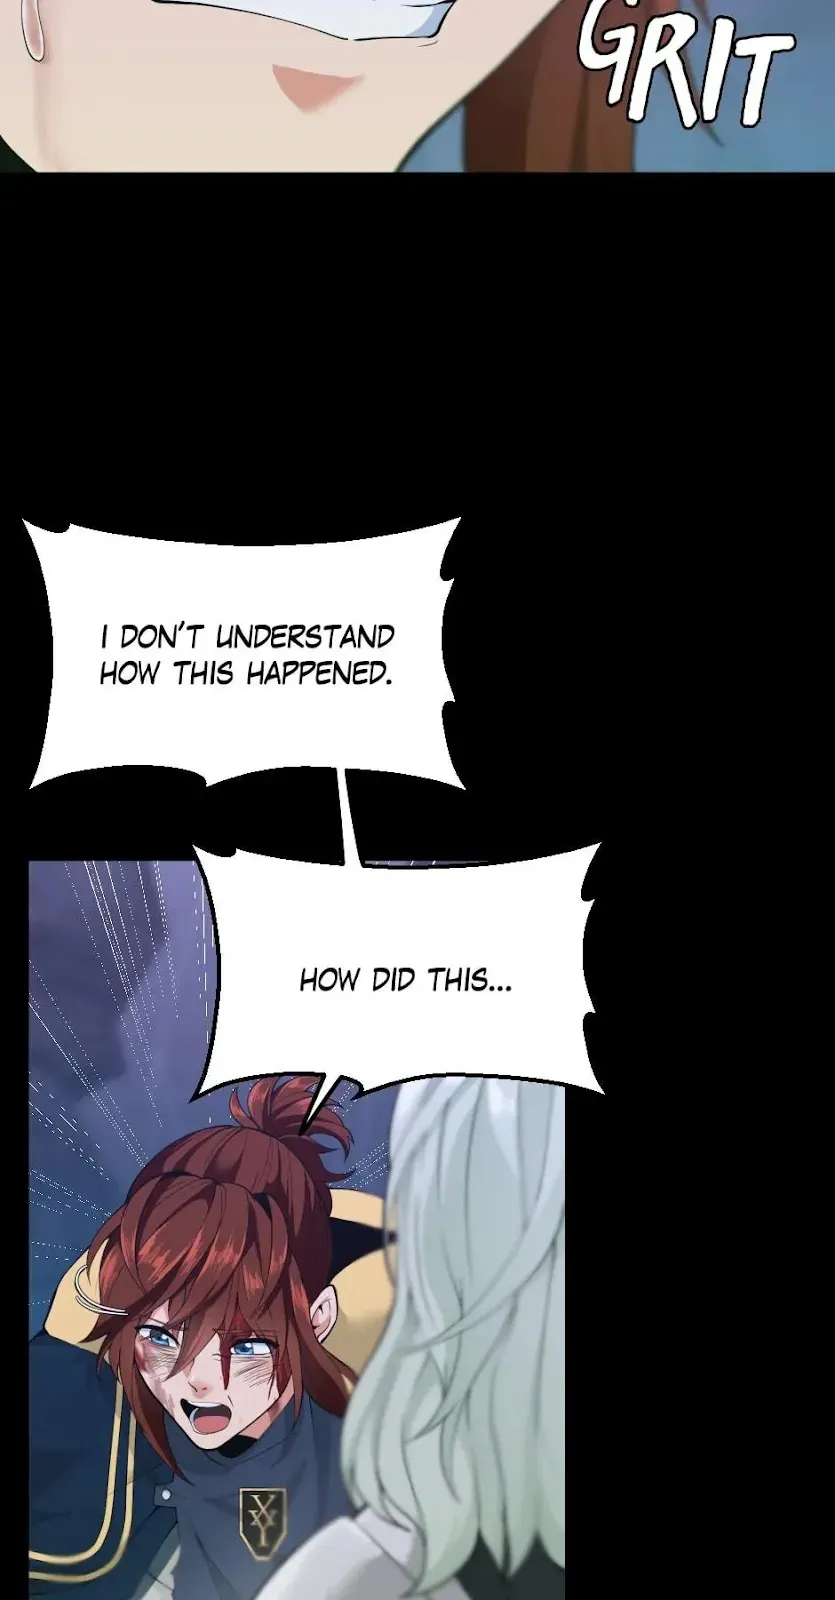 GRIT
I DON'T UNDERSTAND
HOW THIS HAPPENED.
HOW DID THIS...